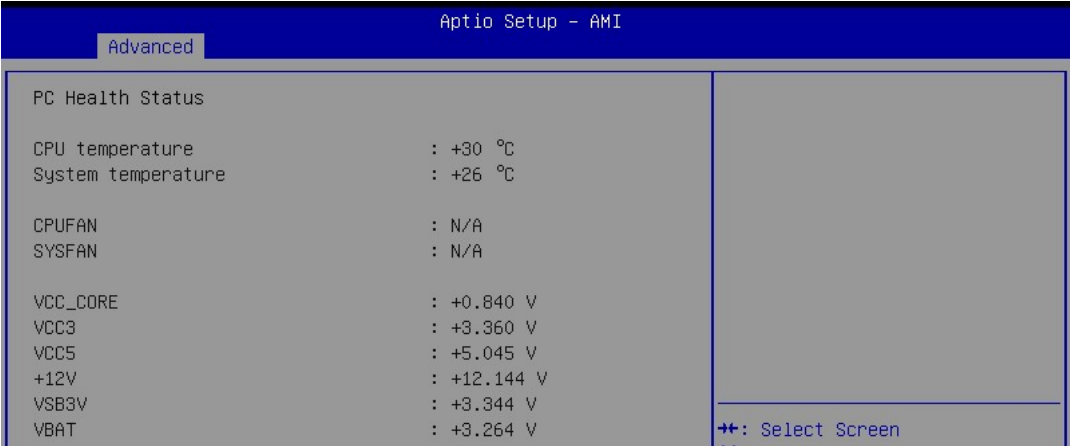 Aptio Setup – AMI
Advanced
PC Health Status
CPU temperature : +30 °C
System temperature : +26 °C
CPUFAN : N/A
SYSFAN : N/A
VCC_CORE : +0.840 V
VCC3 : +3.360 V
VCC5 : +5.045 V
+12V : +12.144 V
VSB3V : +3.344 V
VBAT : +3.264 V
→←: Select Screen